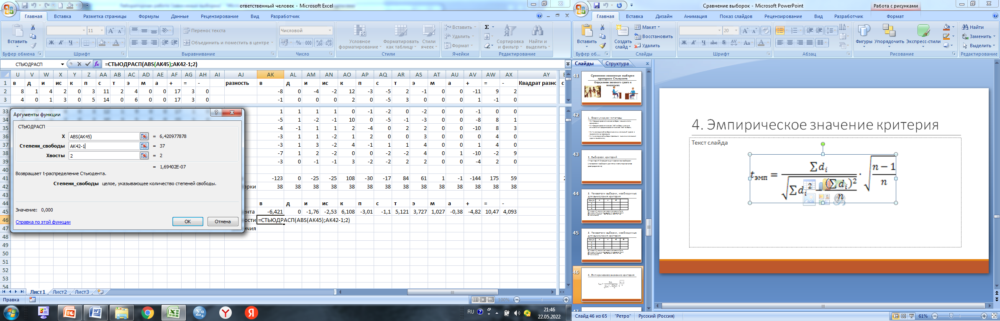 ответственный человек - Microsoft Excel
Главная Вставка Разметка страницы Формулы Данные Рецензирование Вид Разработчик
11
Перенос текста
Числовой
Вставить
Ж К Ч
Объединить и поместить в центре
% 000
Условное форматирование
Форматировать как таблицу
Стили ячеек
Вставить
Удалить
Формат
Сортировка и фильтр
Найти и выделить
Буфер обмена Шрифт Выравнивание Число Стили Ячейки Редактирование
СТЬЮДРАСП =СТЬЮДРАСП(ABS(AK45);AK42-1;2)
U V W X Y Z AA AB AC AD AE AF AG AH AI AJ AK AL AM AN AO AP AQ AR AS AT AU AV AW AX AY
1 в д и ис к п с т э м а + = - разность в д и ис к п с т э м а + = - Квадрат разно с
2 8 1 4 2 0 3 11 2 4 0 0 17 3 0 -8 0 -4 -2 12 -3 -5 2 -1 0 0 -11 9 2
3 4 0 1 3 0 5 14 0 6 0 0 17 3 0 -1 0 0 0 2 0 -5 3 0 0 0 1 -1 0
33 1 1 1 1 0 -1 -2 0 -2 0 0 -1 0 0
34 -5 1 -2 -1 10 0 -5 -1 -3 0 0 -8 8 1
35 -4 -1 1 1 2 -4 0 2 2 0 0 -10 8 3
36 -3 1 1 -2 1 2 0 0 3 0 0 0 4 0
37 -3 1 3 -2 4 -1 1 1 4 0 0 1 4 0
38 -7 1 2 -2 0 0 -2 -2 4 0 1 -10 -2 9
39 -3 0 -1 -1 3 -2 -2 2 2 0 0 -4 2 0
40
41 -123 0 -25 -25 108 -30 -17 84 61 1 -1 -144 175 59 2
42 орки 38 38 38 38 38 38 38 38 38 38 38 38 38 38
43
44 в д и ис к п с т э м а + = -
45 ента -6,421 0 -1,76 -2,53 6,108 -3,01 -1,1 5,121 3,727 1,027 -0,38 -4,82 10,47 4,093
46 ости =СТЬЮДРАСП(ABS(AK45);AK42-1;2)
47 ичия
48
49
50
51
52
53
54
Аргументы функции
СТЬЮДРАСП
X ABS(AK45) = 6,420977878
Степени_свободы AK42-1 = 37
Хвосты 2 = 2
= 1,69402E-07
Возвращает t-распределение Стьюдента.
Степени_свободы целое, указывающее количество степеней свободы.
Значение: 0,000
Справка по этой функции
ОК Отмена
Лист1 Лист2 Лист3
Правка 100%
RU
21:46
22.05.2022
Сравнение выборок - Microsoft PowerPoint
Работа с рисунками
Главная Вставка Дизайн Анимация Показ слайдов Рецензирование Вид Разработчик Формат
Вставить
Создать слайд
Макет
Восстановить
Удалить
20
Ж К Ч abc S AV Aa А
Фигуры Упорядочить Экспресс-стили
Найти
Заменить
Выделить
Буфер об... Слайды Шрифт Абзац Рисование Редактирование
Слайды Структура
41
Сравнение зависимых выборок
критерием Стьюдента
Определение значимого сдвига в
показателях
42
1. Формулируем гипотезы
43
2. Выбираем критерий
44
3. Показатели выборки, необходимые
для вычисления критерия
45
3. Показатели выборки, необходимые
для вычисления критерия
46
4. Эмпирическое значение критерия
47
4. Эмпирическое значение критерия
Текст слайда
tэмп = ∑di / √(∑di² − (∑di)²/n) · √((n − 1)/n)
Слайд 46 из 65 "Ретро" Русский (Россия) 61%